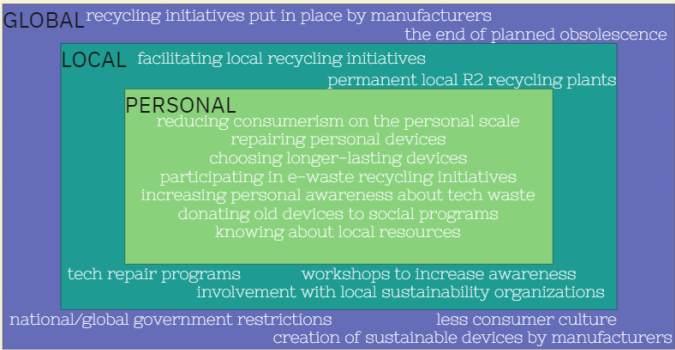 GLOBAL recycling initiatives put in place by manufacturers
the end of planned obsolescence
LOCAL facilitating local recycling initiatives
permanent local R2 recycling plants
PERSONAL
reducing consumerism on the personal scale
repairing personal devices
choosing longer-lasting devices
participating in e-waste recycling initiatives
increasing personal awareness about tech waste
donating old devices to social programs
knowing about local resources
tech repair programs workshops to increase awareness
involvement with local sustainability organizations
national/global government restrictions less consumer culture
creation of sustainable devices by manufacturers